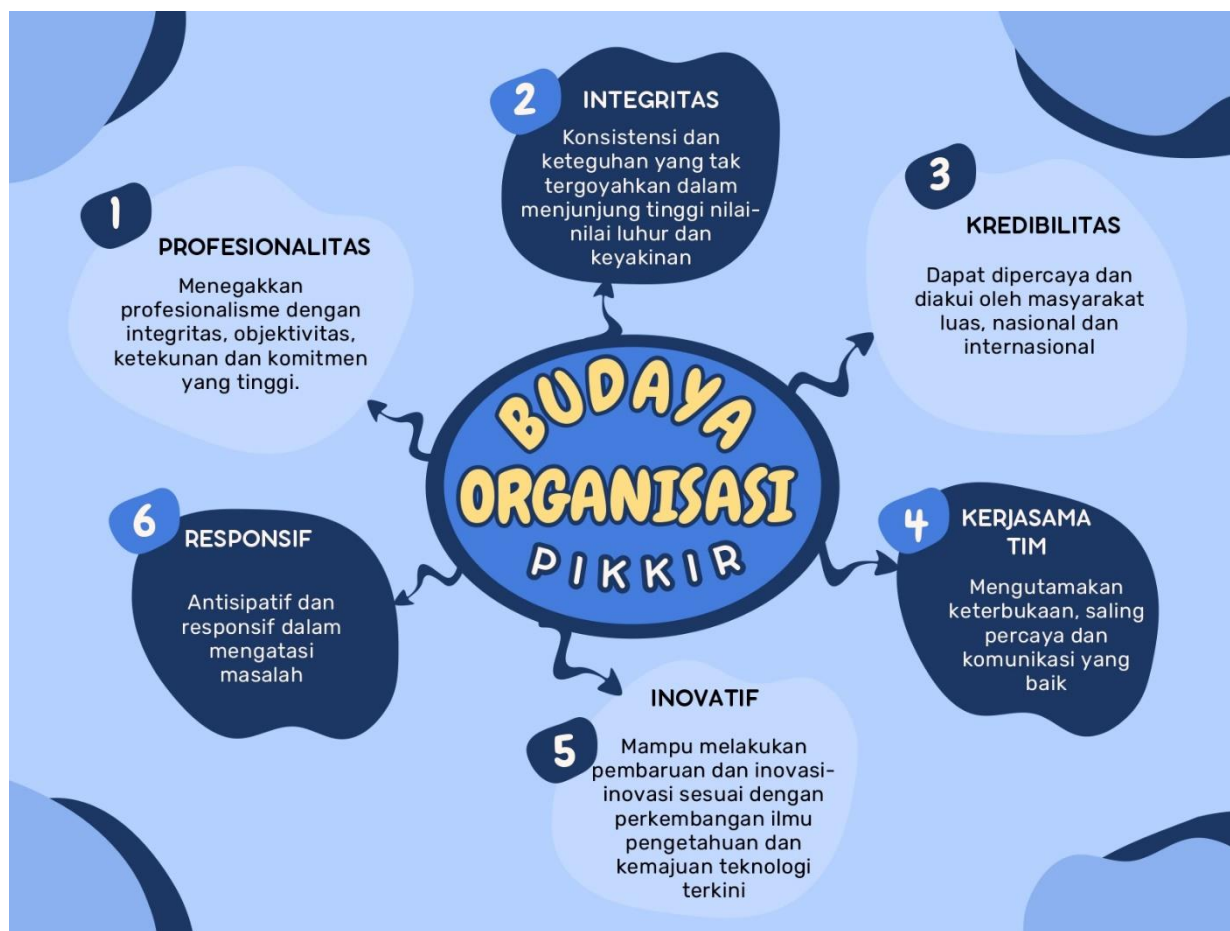 BUDAYA
ORGANISASI
PIKKIR
1
PROFESIONALITAS
Menegakkan
profesionalisme dengan
integritas, objektivitas,
ketekunan dan komitmen
yang tinggi.
2
INTEGRITAS
Konsistensi dan
keteguhan yang tak
tergoyahkan dalam
menjunjung tinggi nilai-
nilai luhur dan
keyakinan
3
KREDIBILITAS
Dapat dipercaya dan
diakui oleh masyarakat
luas, nasional dan
internasional
4
KERJASAMA
TIM
Mengutamakan
keterbukaan, saling
percaya dan
komunikasi yang
baik
5
INOVATIF
Mampu melakukan
pembaruan dan inovasi-
inovasi sesuai dengan
perkembangan ilmu
pengetahuan dan
kemajuan teknologi
terkini
6
RESPONSIF
Antisipatif dan
responsif dalam
mengatasi
masalah